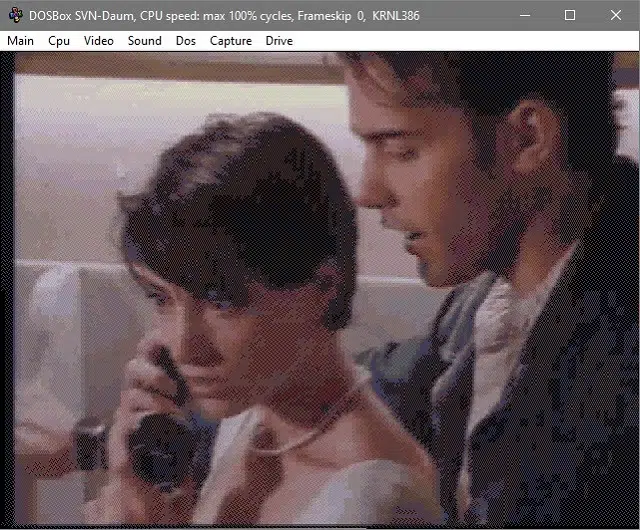 DOSBox SVN-Daum, CPU speed: max 100% cycles, Frameskip 0, KRNL386
Main Cpu Video Sound Dos Capture Drive